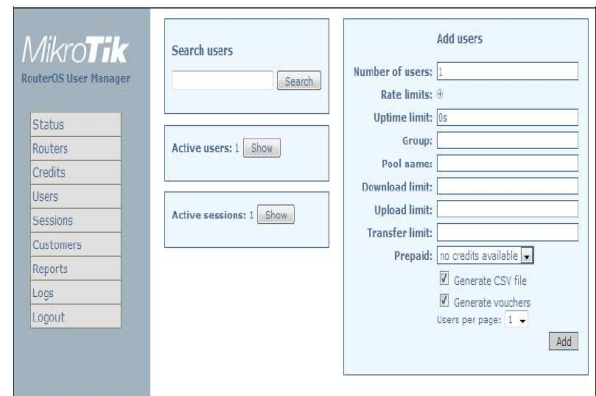 MikroTik
RouterOS User Manager
Status
Routers
Credits
Users
Sessions
Customers
Reports
Logs
Logout
Search users
Search
Active users: 1 Show
Active sessions: 1 Show
Add users
Number of users: 1
Rate limits:
Uptime limit: 0s
Group:
Pool name:
Download limit:
Upload limit:
Transfer limit:
Prepaid: no credits available
Generate CSV file
Generate vouchers
Users per page: 1
Add